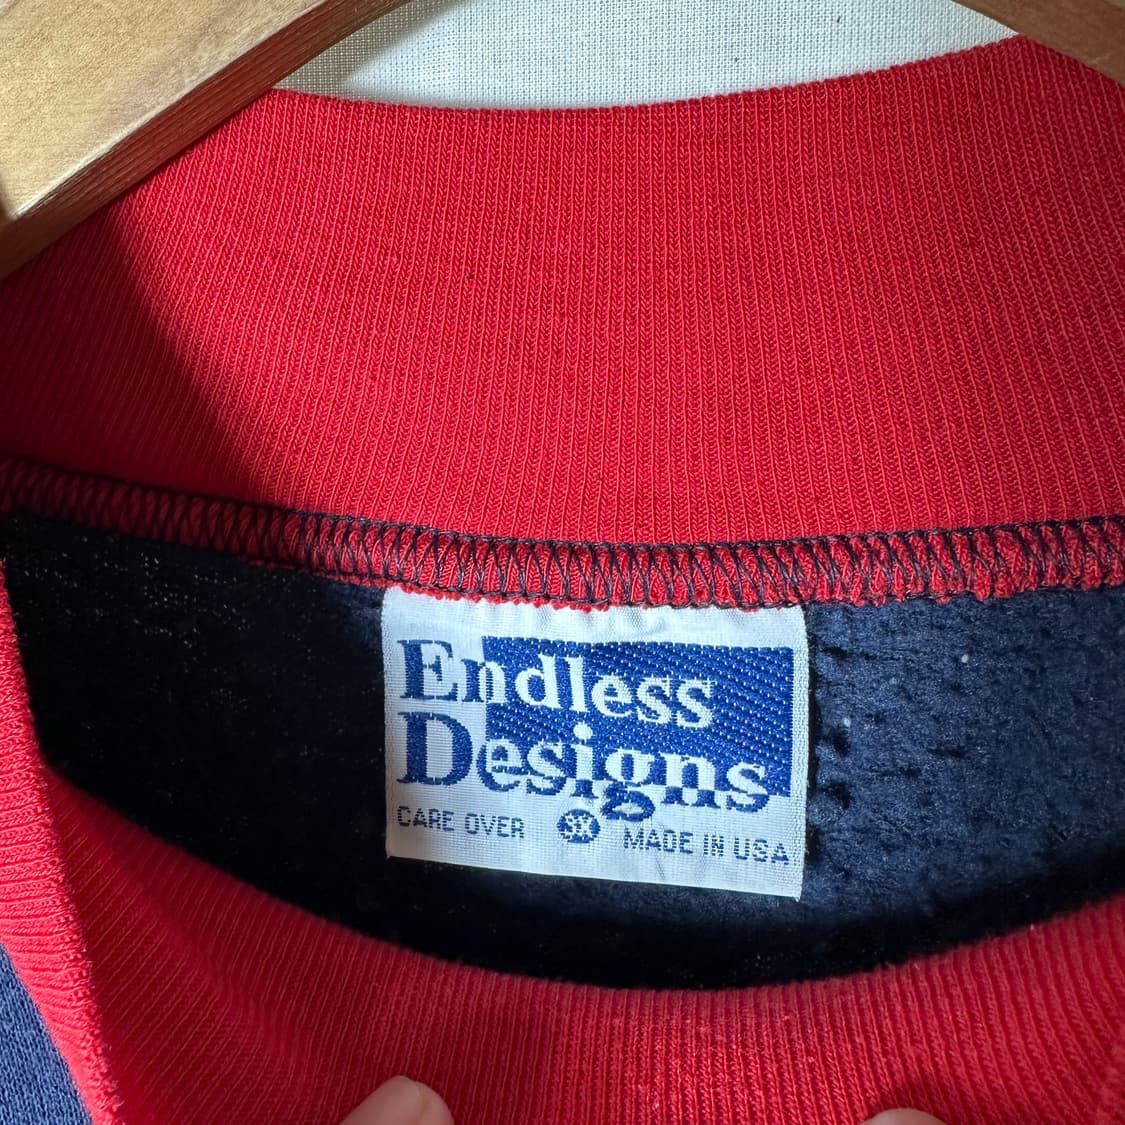 Endless
Designs
CARE OVER 3X MADE IN USA